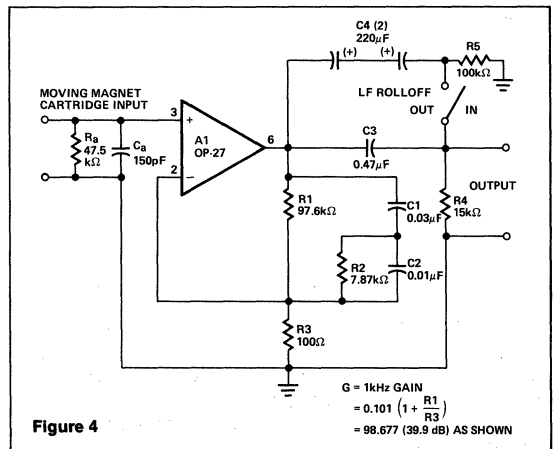 C4 (2)
220μF
(+) (+)
R5
100kΩ
LF ROLLOFF
OUT IN
MOVING MAGNET
CARTRIDGE INPUT
3
+
A1
OP-27
6
2
−
Ra
47.5
kΩ
Ca
150pF
C3
0.47μF
OUTPUT
R1
97.6kΩ
C1
0.03μF
R4
15kΩ
R2
7.87kΩ
C2
0.01μF
R3
100Ω
G = 1kHz GAIN
= 0.101 (1 + R1/R3)
= 98.677 (39.9 dB) AS SHOWN
Figure 4